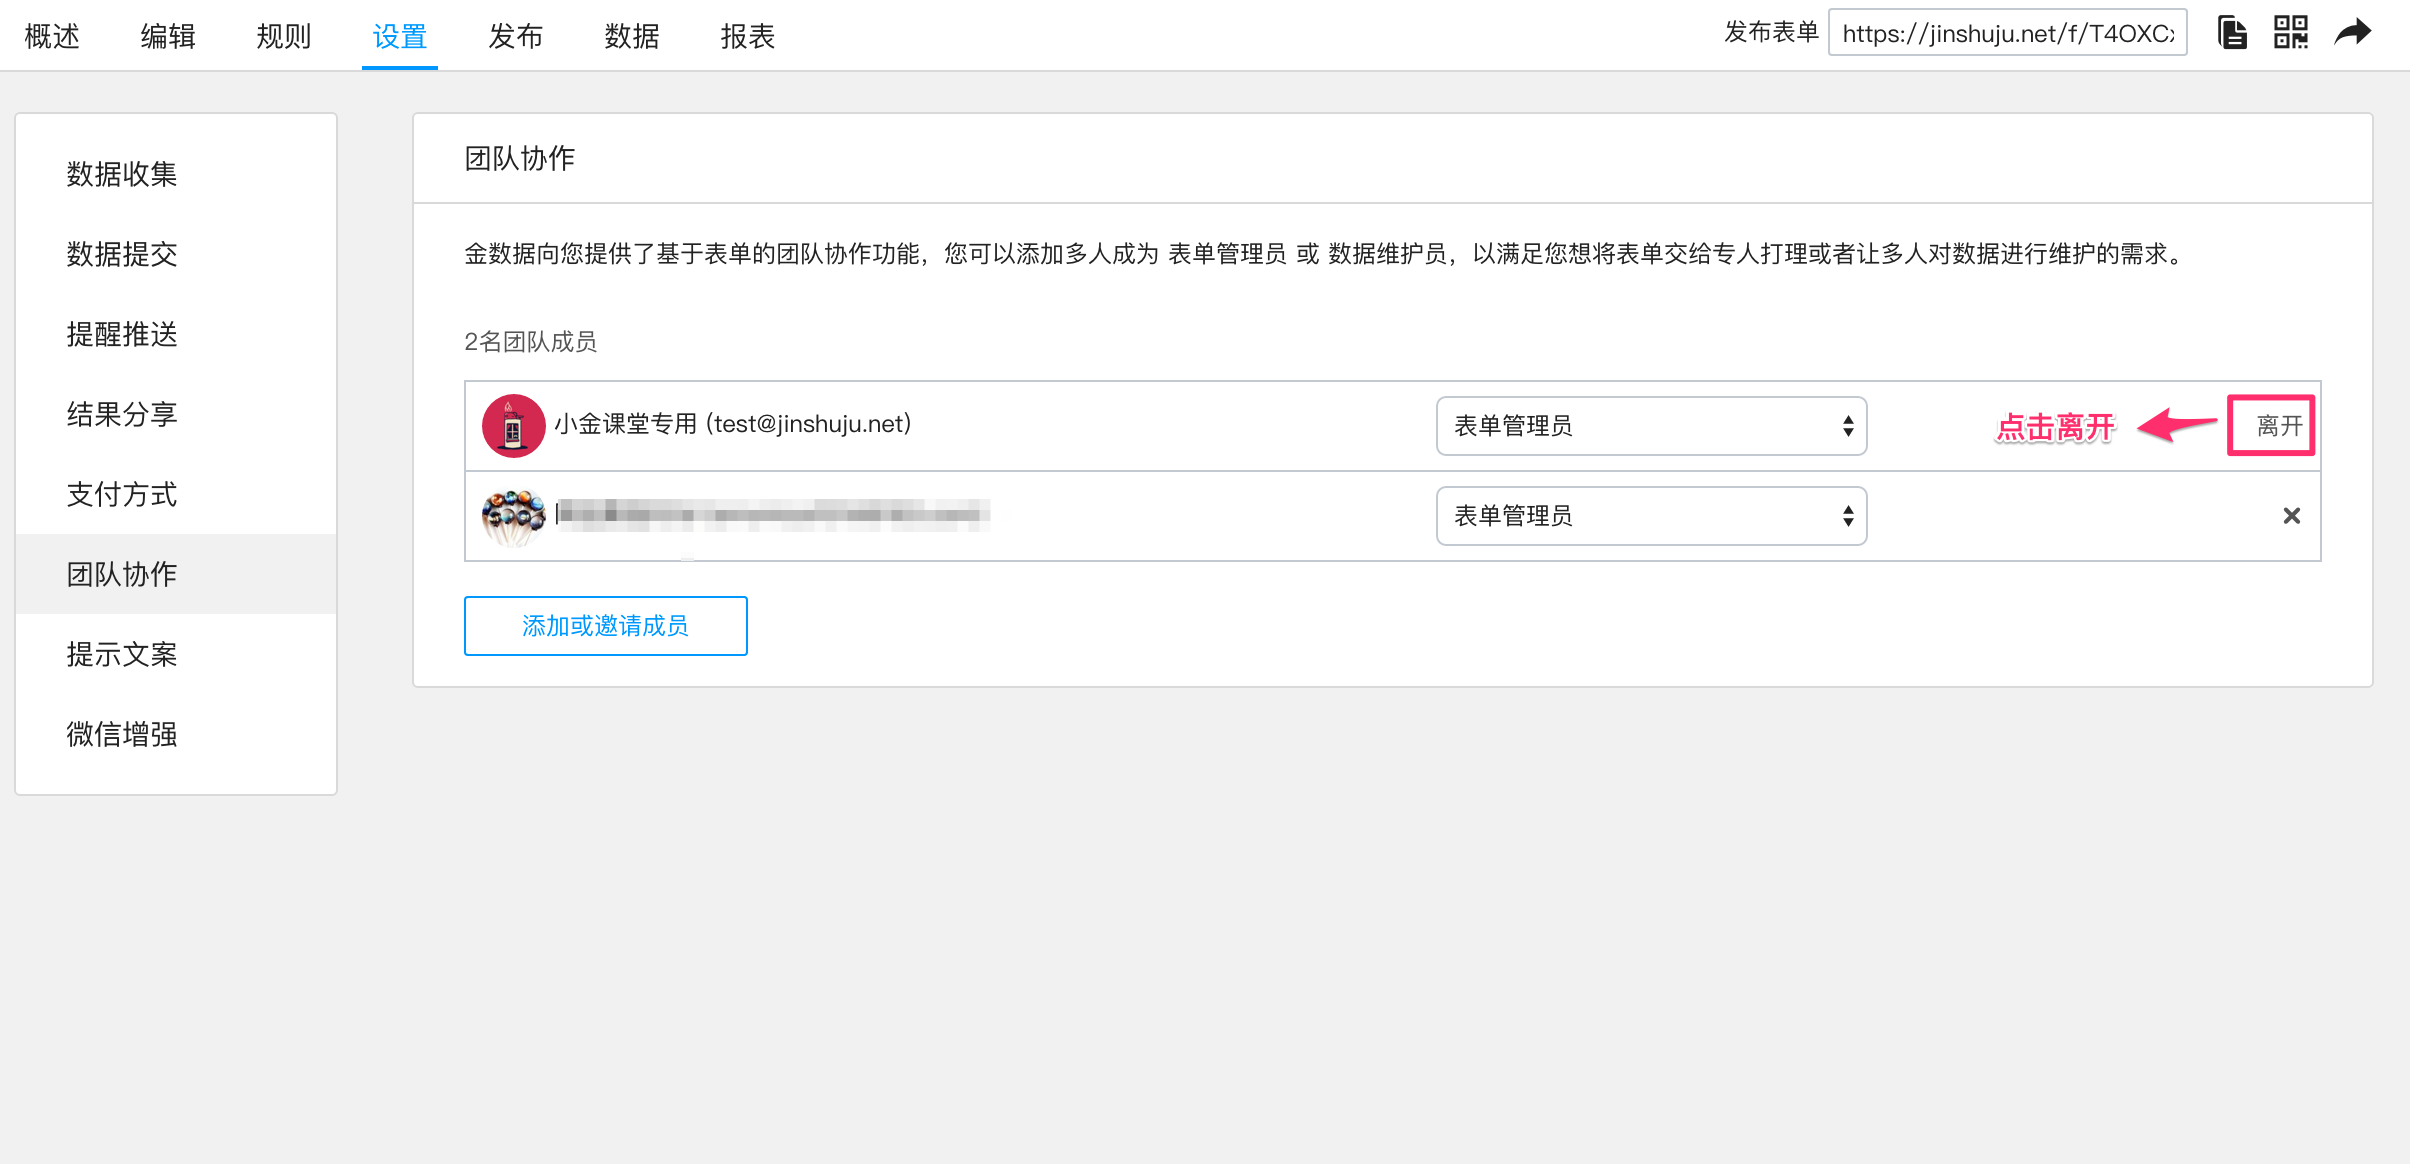 概述 编辑 规则 设置 发布 数据 报表 发布表单 https://jinshuju.net/f/T4OXC
数据收集
数据提交
提醒推送
结果分享
支付方式
团队协作
提示文案
微信增强
团队协作
金数据向您提供了基于表单的团队协作功能，您可以添加多人成为 表单管理员 或 数据维护员，以满足您想将表单交给专人打理或者让多人对数据进行维护的需求。
2名团队成员
小金课堂专用 (test@jinshuju.net) 表单管理员 点击离开 离开
表单管理员
添加或邀请成员